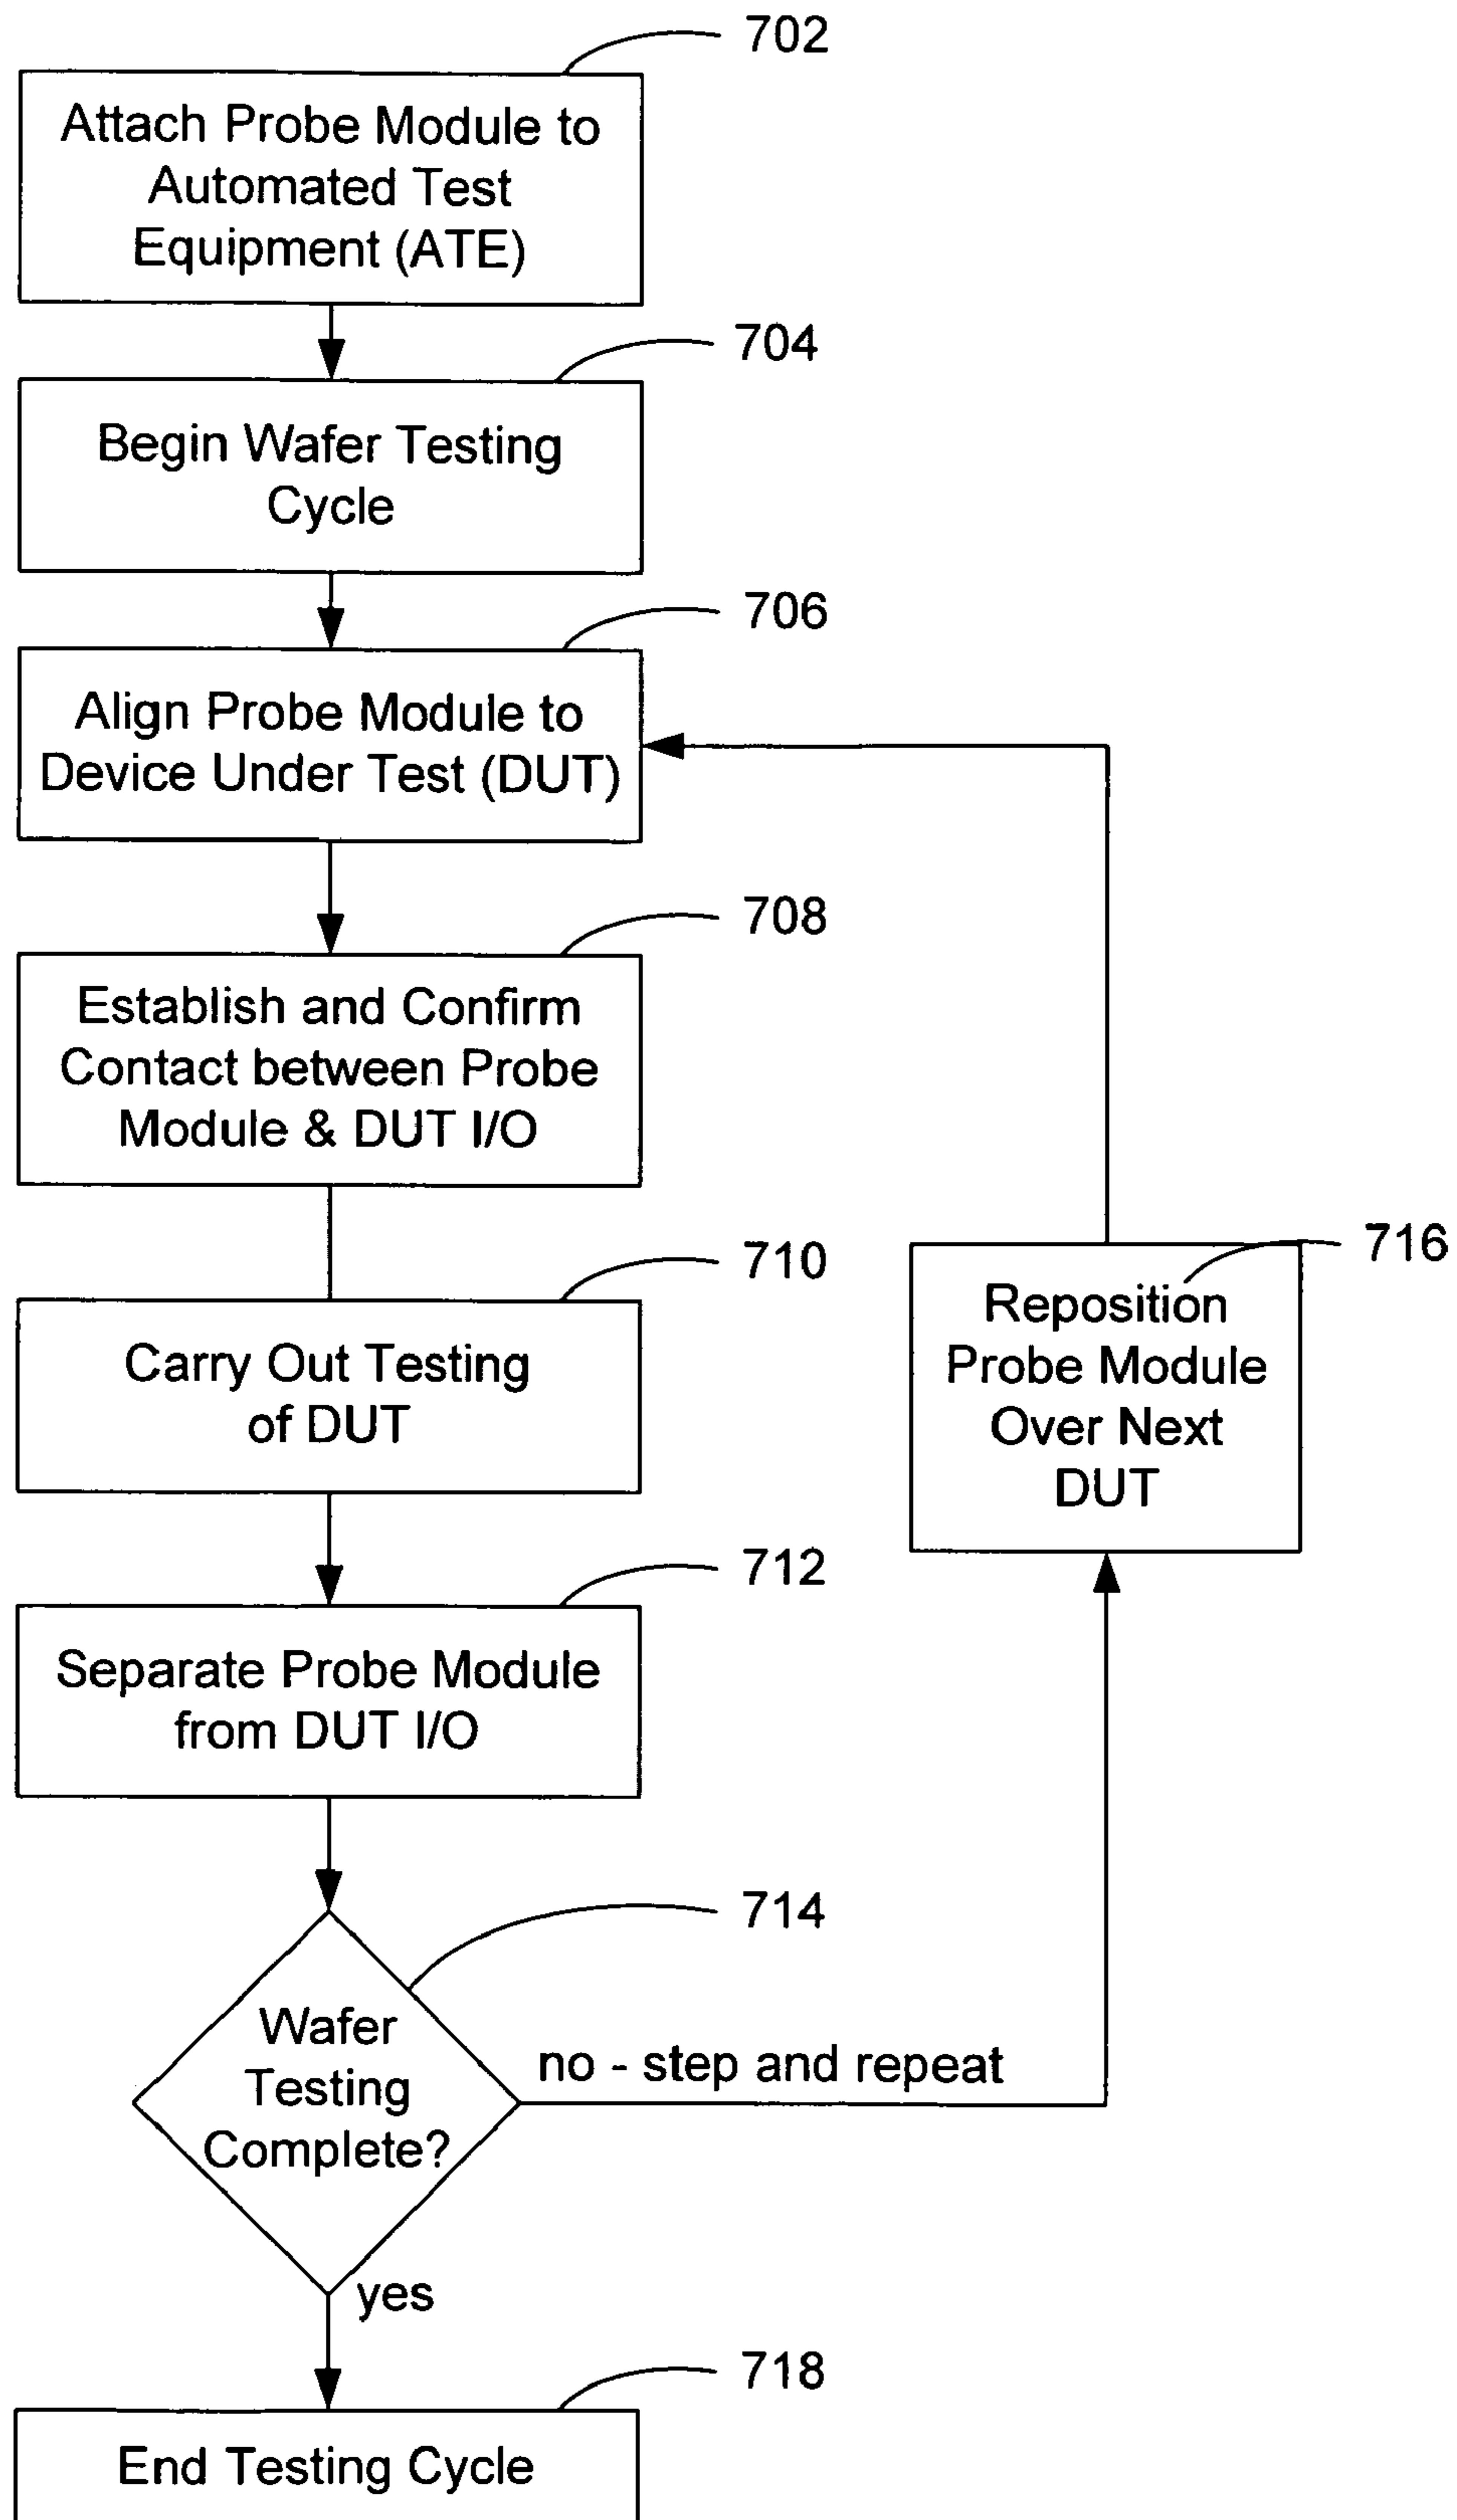 702
Attach Probe Module to
Automated Test
Equipment (ATE)
704
Begin Wafer Testing
Cycle
706
Align Probe Module to
Device Under Test (DUT)
708
Establish and Confirm
Contact between Probe
Module & DUT I/O
710
Carry Out Testing
of DUT
716
Reposition
Probe Module
Over Next
DUT
712
Separate Probe Module
from DUT I/O
714
Wafer
Testing
Complete?
no - step and repeat
yes
718
End Testing Cycle